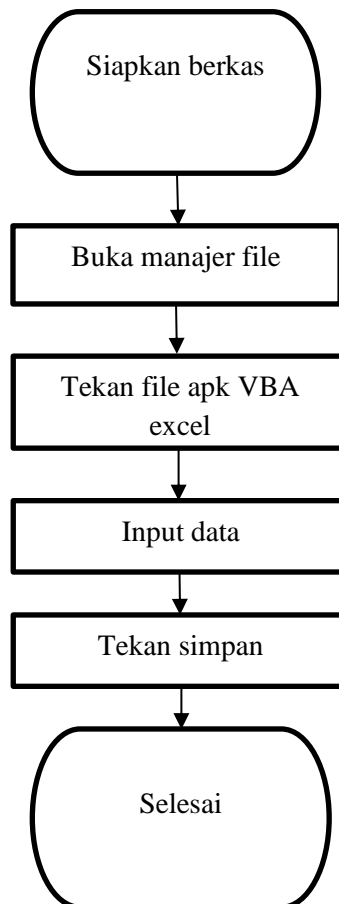 Siapkan berkas
Buka manajer file
Tekan file apk VBA
excel
Input data
Tekan simpan
Selesai